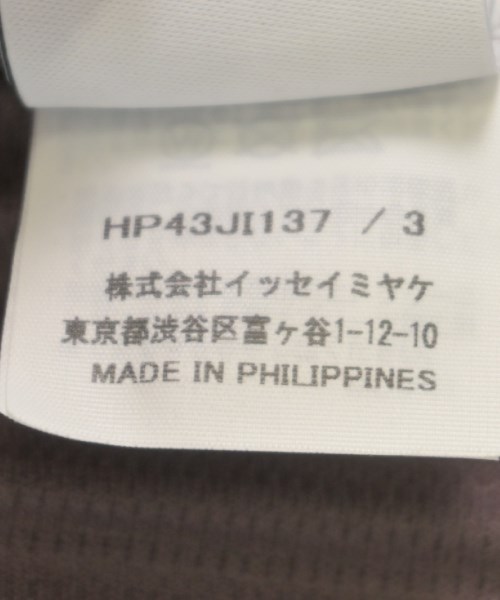 HP43JI137 / 3
株式会社イッセイミヤケ
東京都渋谷区富ヶ谷1-12-10
MADE IN PHILIPPINES